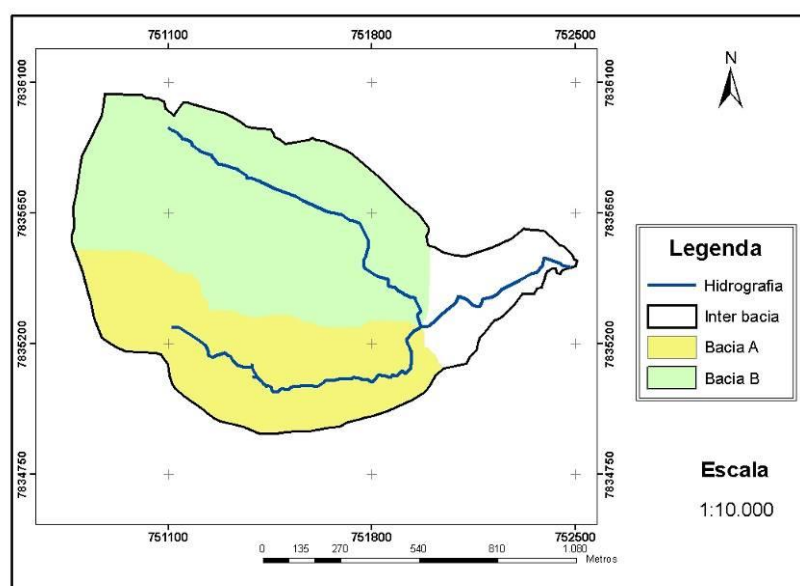 751100 751800 752500
7836100 7836100
7835650 7835650
7835200 7835200
7834750 7834750
751100 751800 752500
N
Legenda
Hidrografia
Inter bacia
Bacia A
Bacia B
Escala
1:10.000
0 135 270 540 810 1.080
Metros